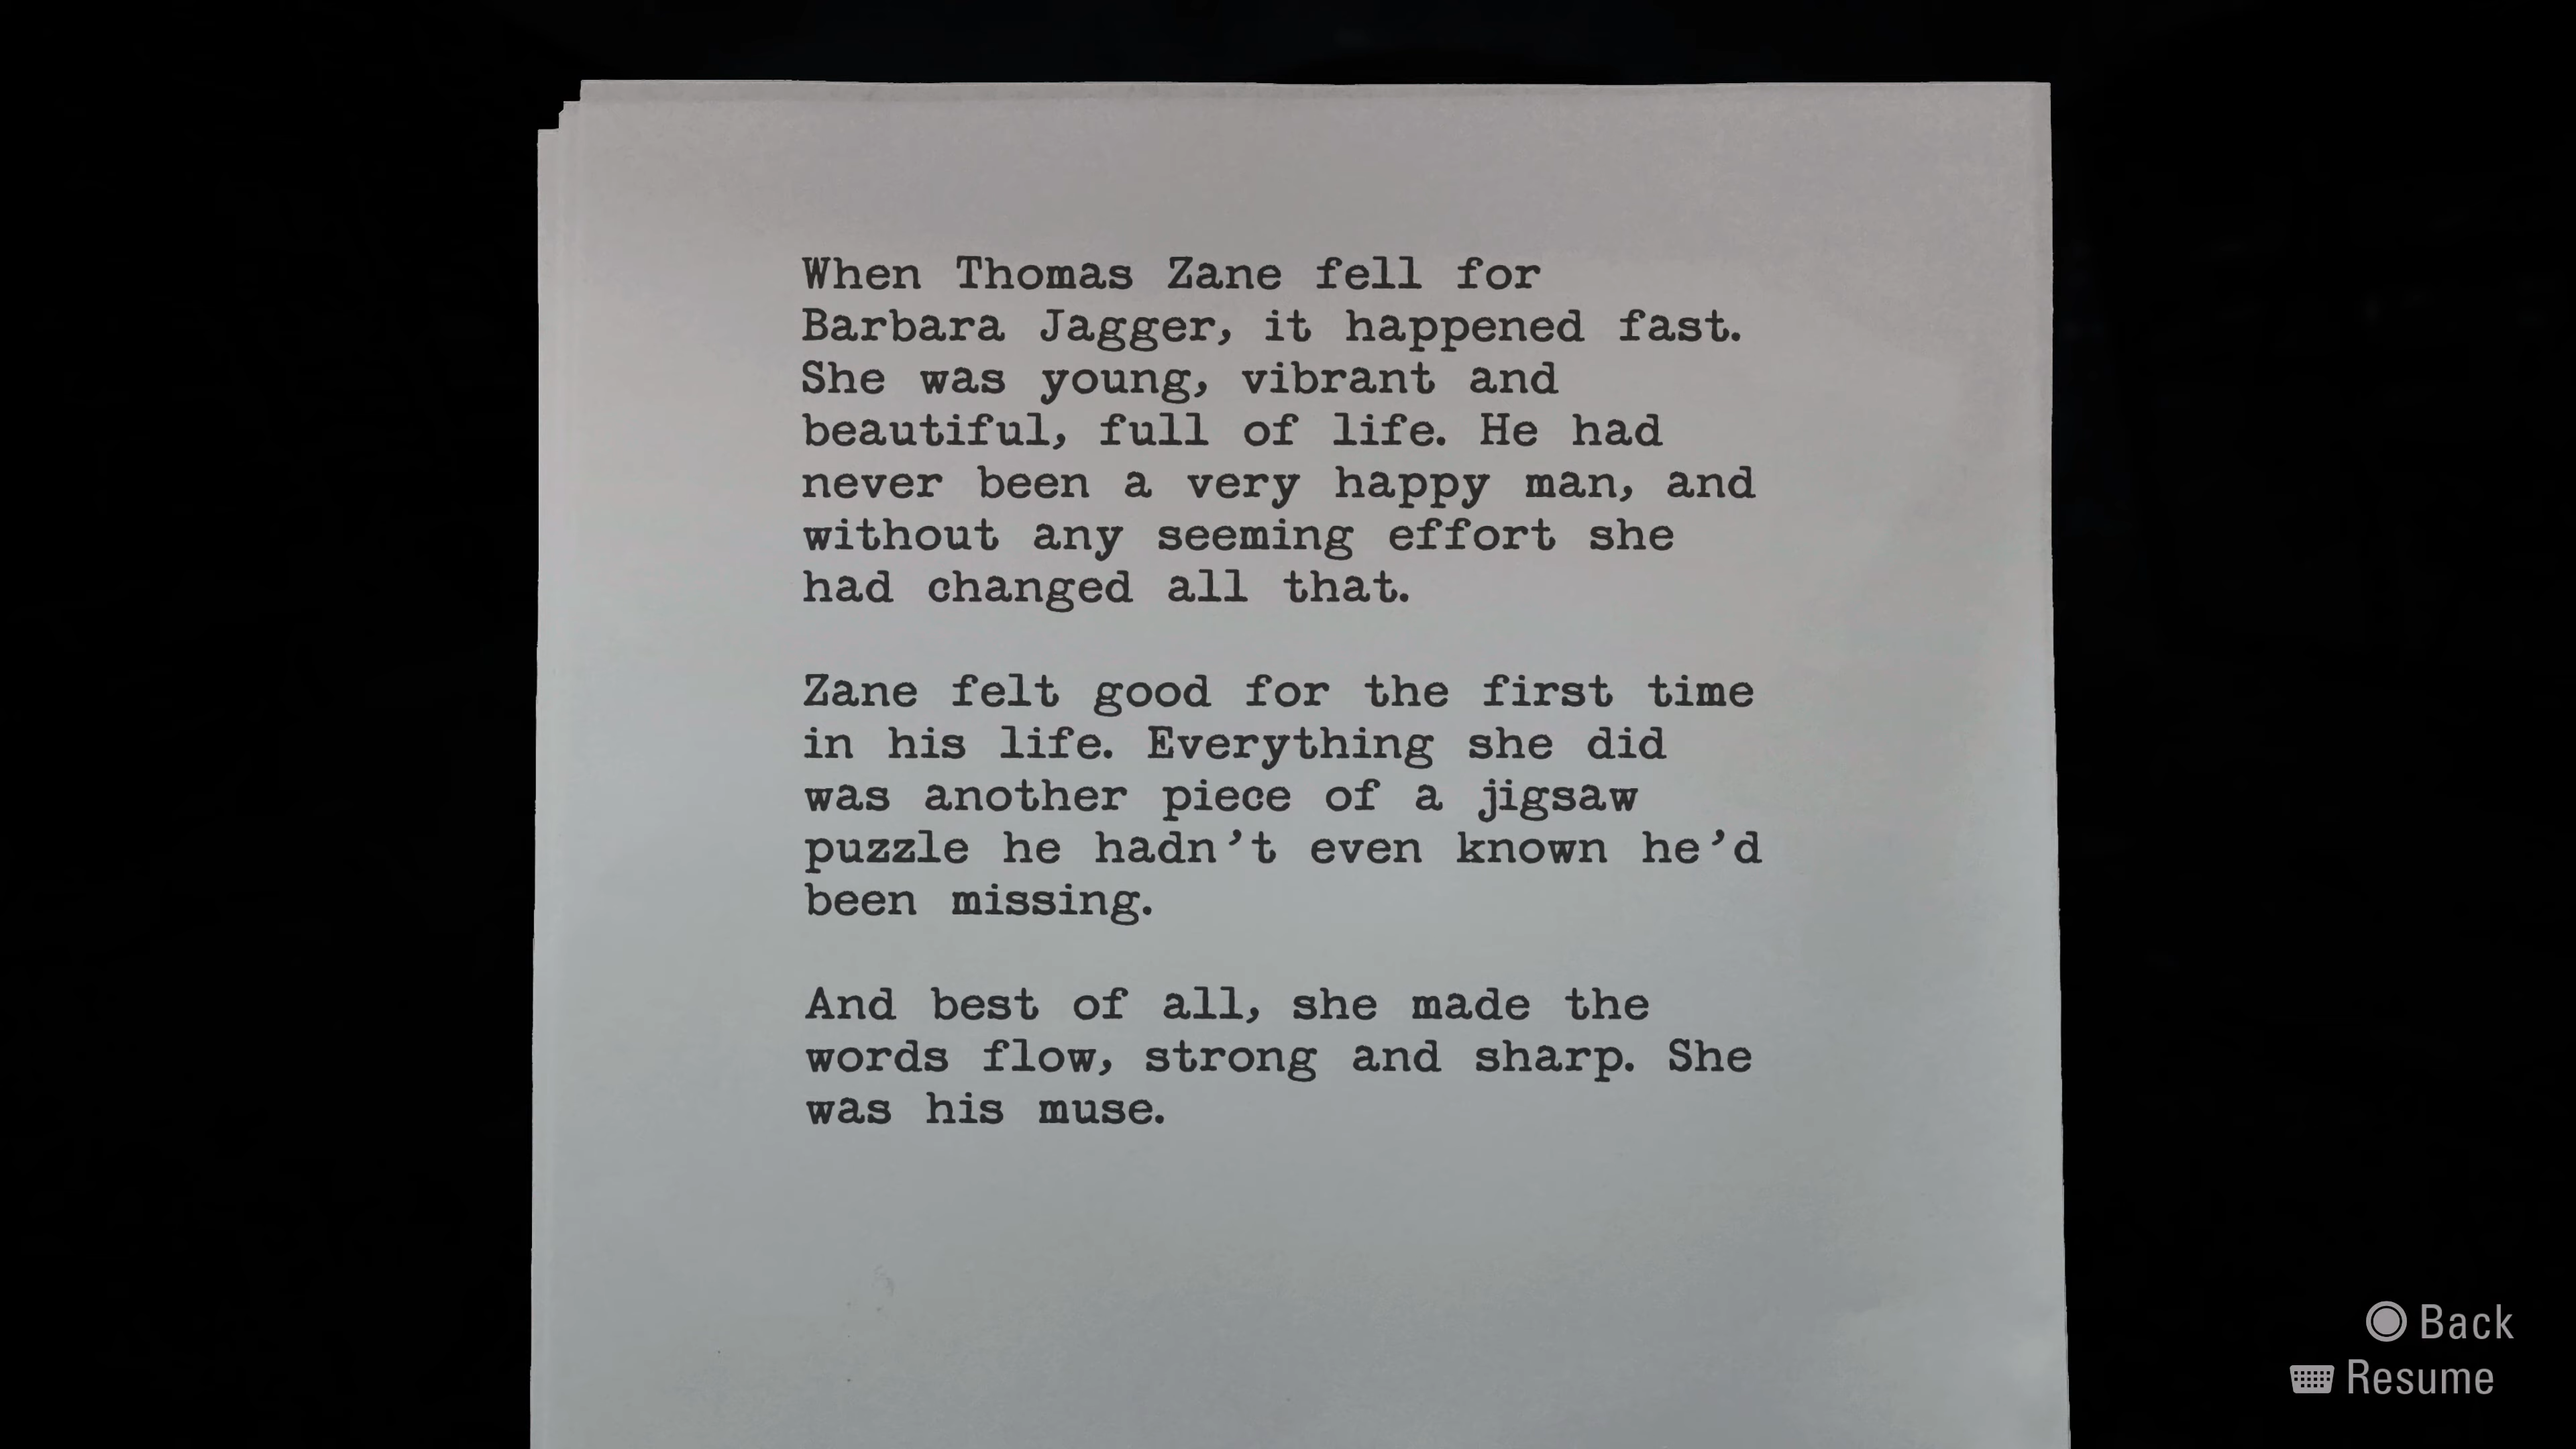 When Thomas Zane fell for
Barbara Jagger, it happened fast.
She was young, vibrant and
beautiful, full of life. He had
never been a very happy man, and
without any seeming effort she
had changed all that.
Zane felt good for the first time
in his life. Everything she did
was another piece of a jigsaw
puzzle he hadn’t even known he’d
been missing.
And best of all, she made the
words flow, strong and sharp. She
was his muse.
Back
Resume